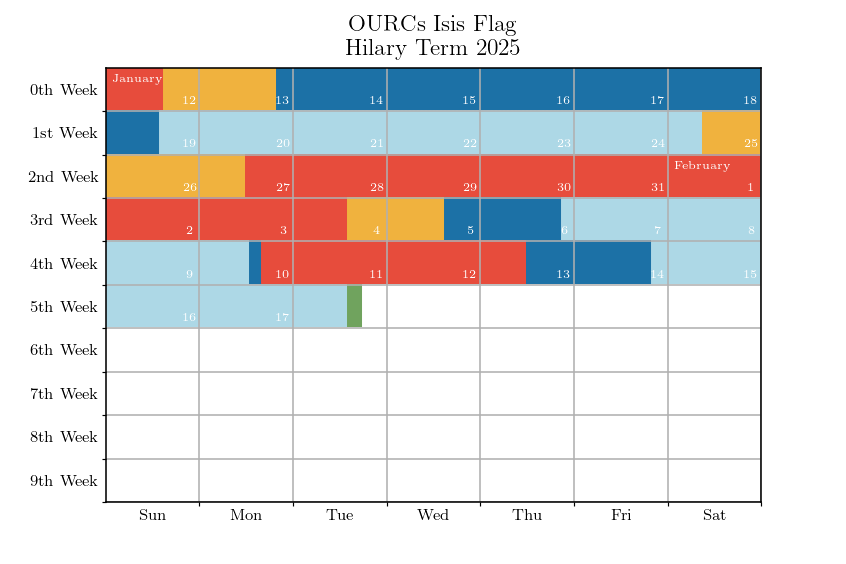 OURCs Isis Flag
Hilary Term 2025
January
0th Week 12 13 14 15 16 17 18
1st Week 19 20 21 22 23 24 25
February
2nd Week 26 27 28 29 30 31 1
3rd Week 2 3 4 5 6 7 8
4th Week 9 10 11 12 13 14 15
5th Week 16 17
6th Week
7th Week
8th Week
9th Week
Sun Mon Tue Wed Thu Fri Sat